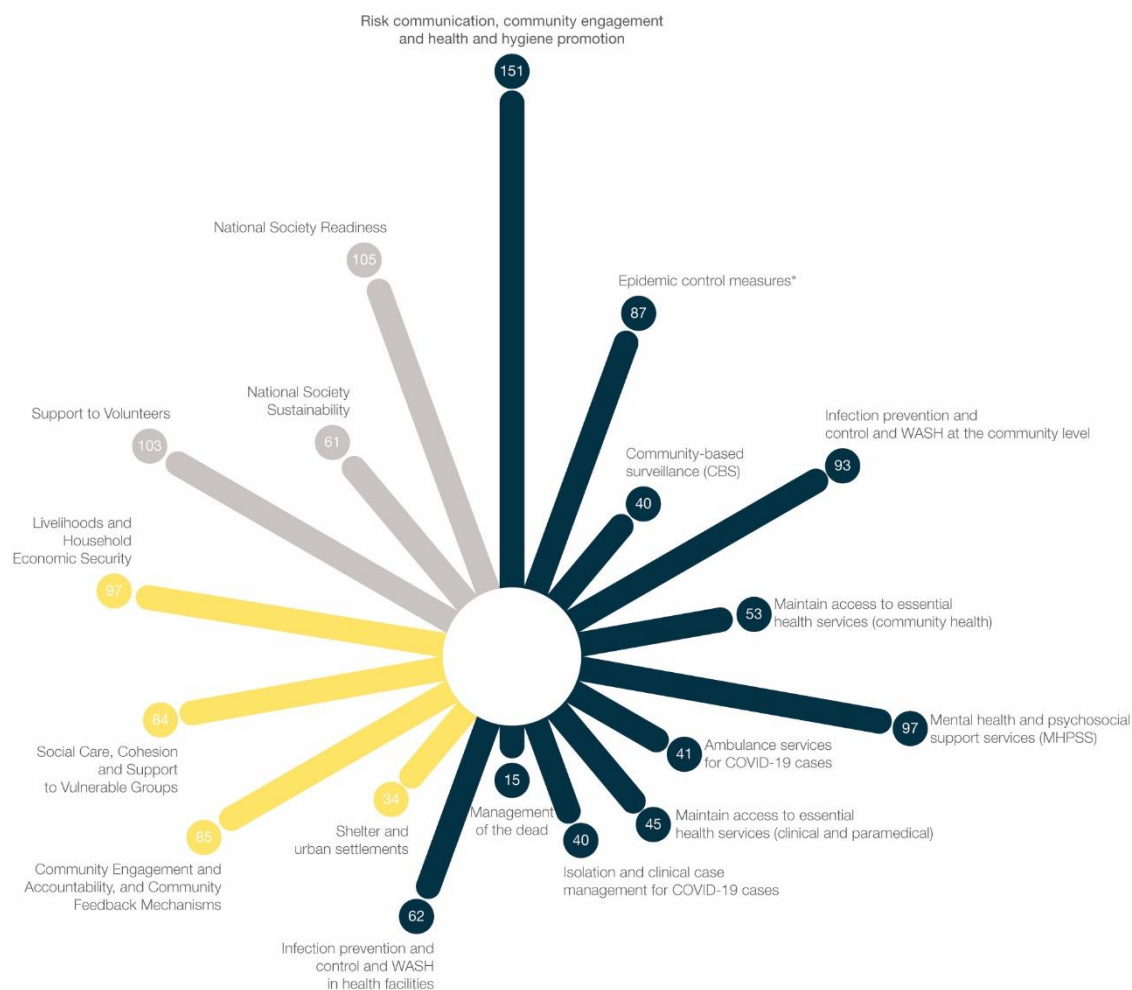 Risk communication, community engagement
and health and hygiene promotion
151
National Society Readiness
105
Epidemic control measures*
87
National Society
Sustainability
61
Support to Volunteers
103
Community-based
surveillance (CBS)
40
Infection prevention and
control and WASH at the community level
93
Livelihoods and
Household
Economic Security
97
Maintain access to essential
health services (community health)
53
84
Social Care, Cohesion
and Support
to Vulnerable Groups
Mental health and psychosocial
support services (MHPSS)
97
Ambulance services
for COVID-19 cases
41
85
Community Engagement and
Accountability, and Community
Feedback Mechanisms
34
Shelter and
urban settlements
15
Management
of the dead
Maintain access to essential
health services (clinical and paramedical)
45
40
Isolation and clinical case
management for COVID-19 cases
62
Infection prevention and
control and WASH
in health facilities